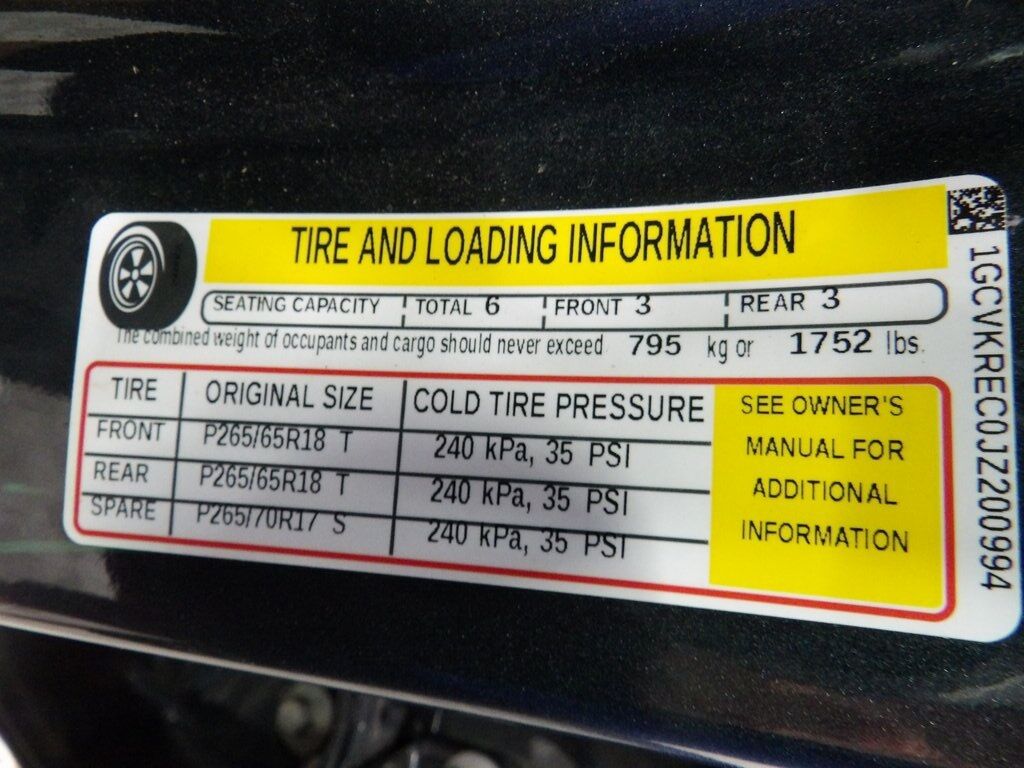 TIRE AND LOADING INFORMATION
SEATING CAPACITY TOTAL 6 FRONT 3 REAR 3
The combined weight of occupants and cargo should never exceed 795 kg or 1752 lbs.
TIRE ORIGINAL SIZE COLD TIRE PRESSURE
FRONT P265/65R18 T 240 kPa, 35 PSI
REAR P265/65R18 T 240 kPa, 35 PSI
SPARE P265/70R17 S 240 kPa, 35 PSI
SEE OWNER'S
MANUAL FOR
ADDITIONAL
INFORMATION
1GCVKREC0JZ200994